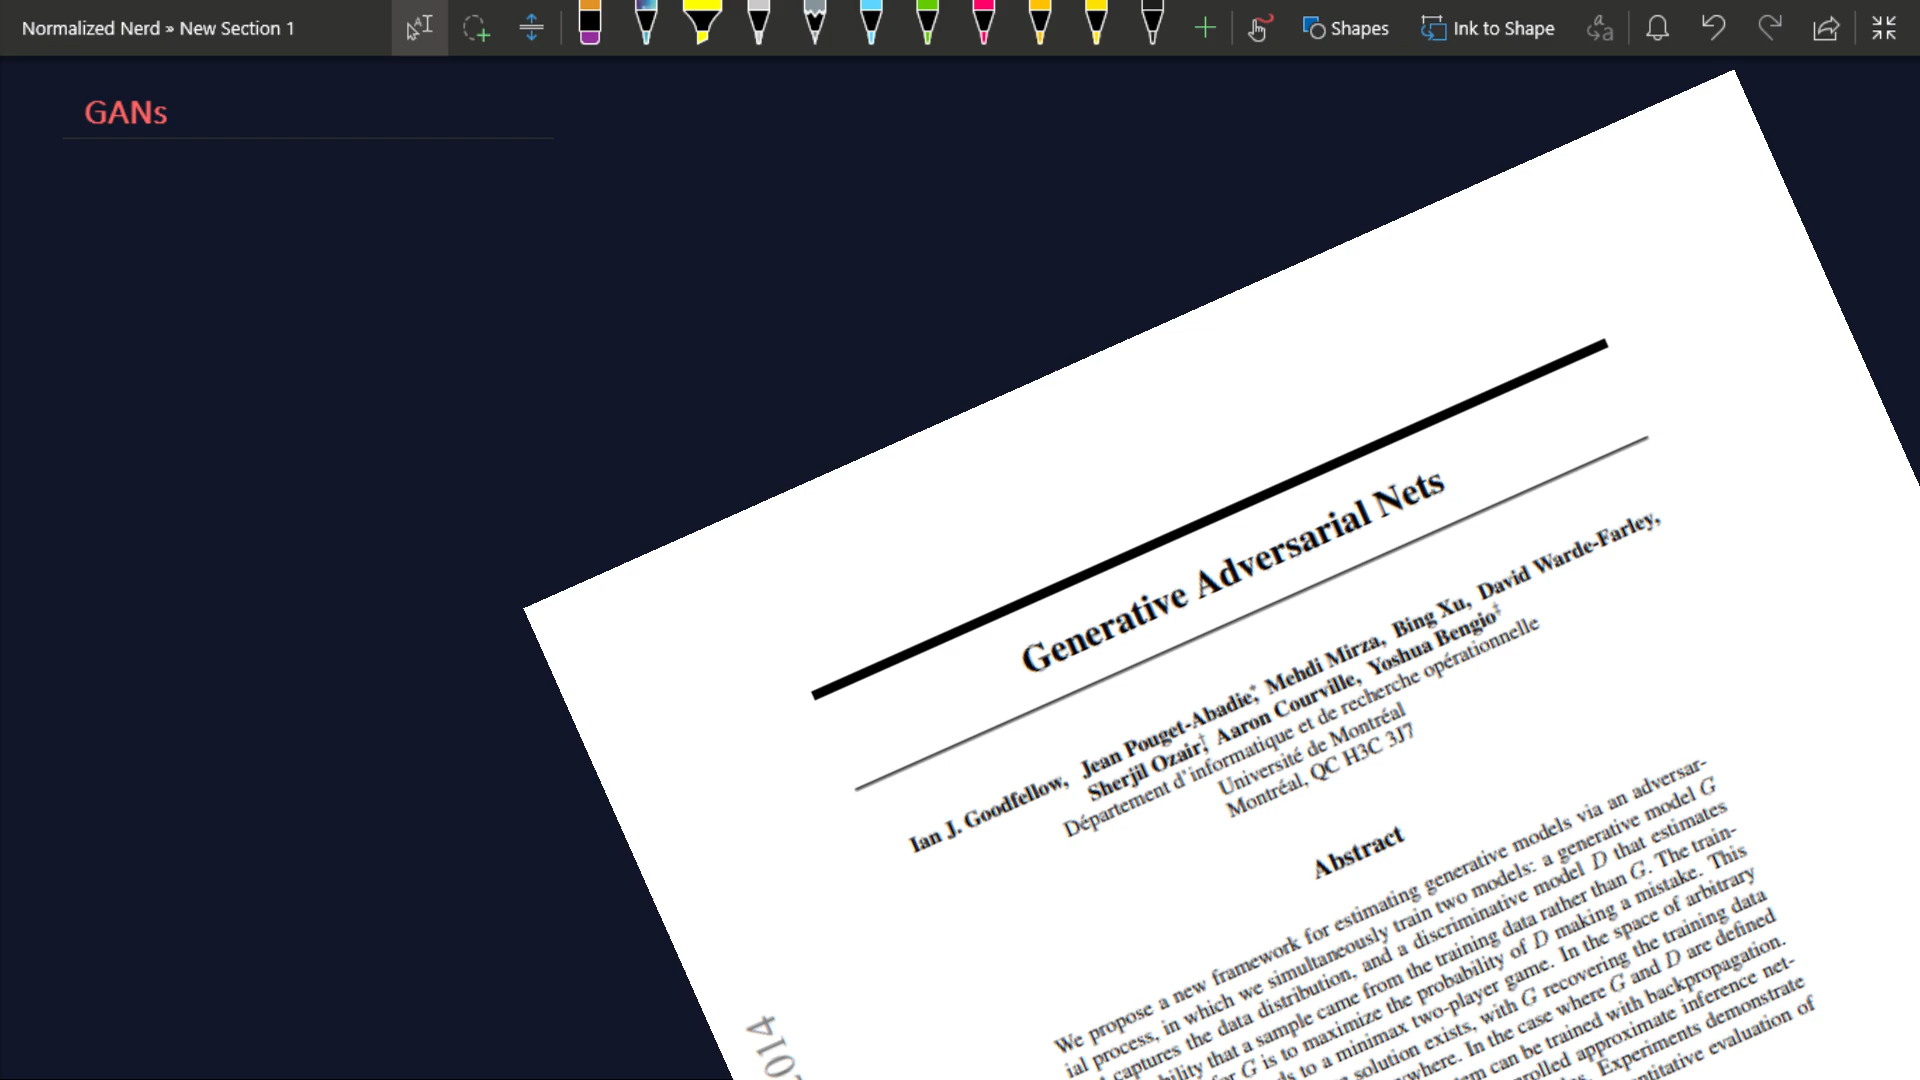 Normalized Nerd » New Section 1
Shapes
Ink to Shape
GANs
Generative Adversarial Nets
Ian J. Goodfellow, Jean Pouget-Abadie,* Mehdi Mirza, Bing Xu, David Warde-Farley,
Sherjil Ozair,† Aaron Courville, Yoshua Bengio‡
Département d'informatique et de recherche opérationnelle
Université de Montréal
Montréal, QC H3C 3J7
Abstract
We propose a new framework for estimating generative models via an adversar-
ial process, in which we simultaneously train two models: a generative model G
captures the data distribution, and a discriminative model D that estimates
that a sample came from the training data rather than G. The train-
G is to maximize the probability of D making a mistake. This
to a minimax two-player game. In the space of arbitrary
solution exists, with G recovering the training data
In the case where G and D are defined
can be trained with backpropagation.
approximate inference net-
Experiments demonstrate
evaluation of
014